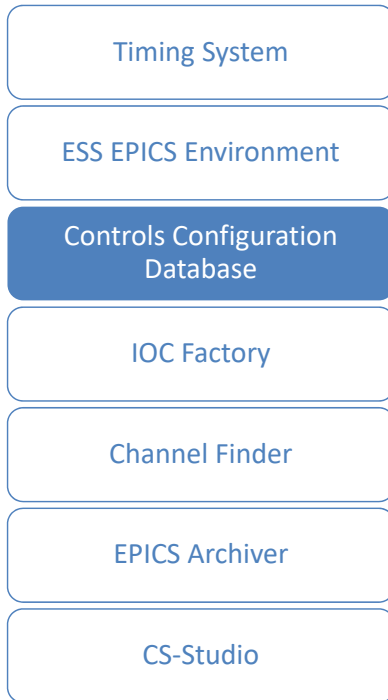 Timing System
ESS EPICS Environment
Controls Configuration
Database
IOC Factory
Channel Finder
EPICS Archiver
CS-Studio